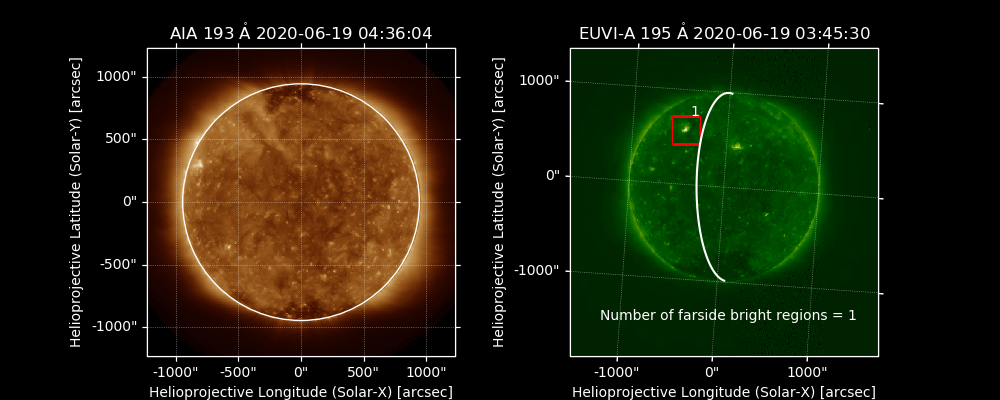 AIA 193 Å 2020-06-19 04:36:04
1000"
500"
0"
-500"
-1000"
-1000" -500" 0" 500" 1000"
Helioprojective Longitude (Solar-X) [arcsec]
Helioprojective Latitude (Solar-Y) [arcsec]
EUVI-A 195 Å 2020-06-19 03:45:30
1000"
0"
-1000"
1
Number of farside bright regions = 1
-1000" 0" 1000"
Helioprojective Longitude (Solar-X) [arcsec]
Helioprojective Latitude (Solar-Y) [arcsec]